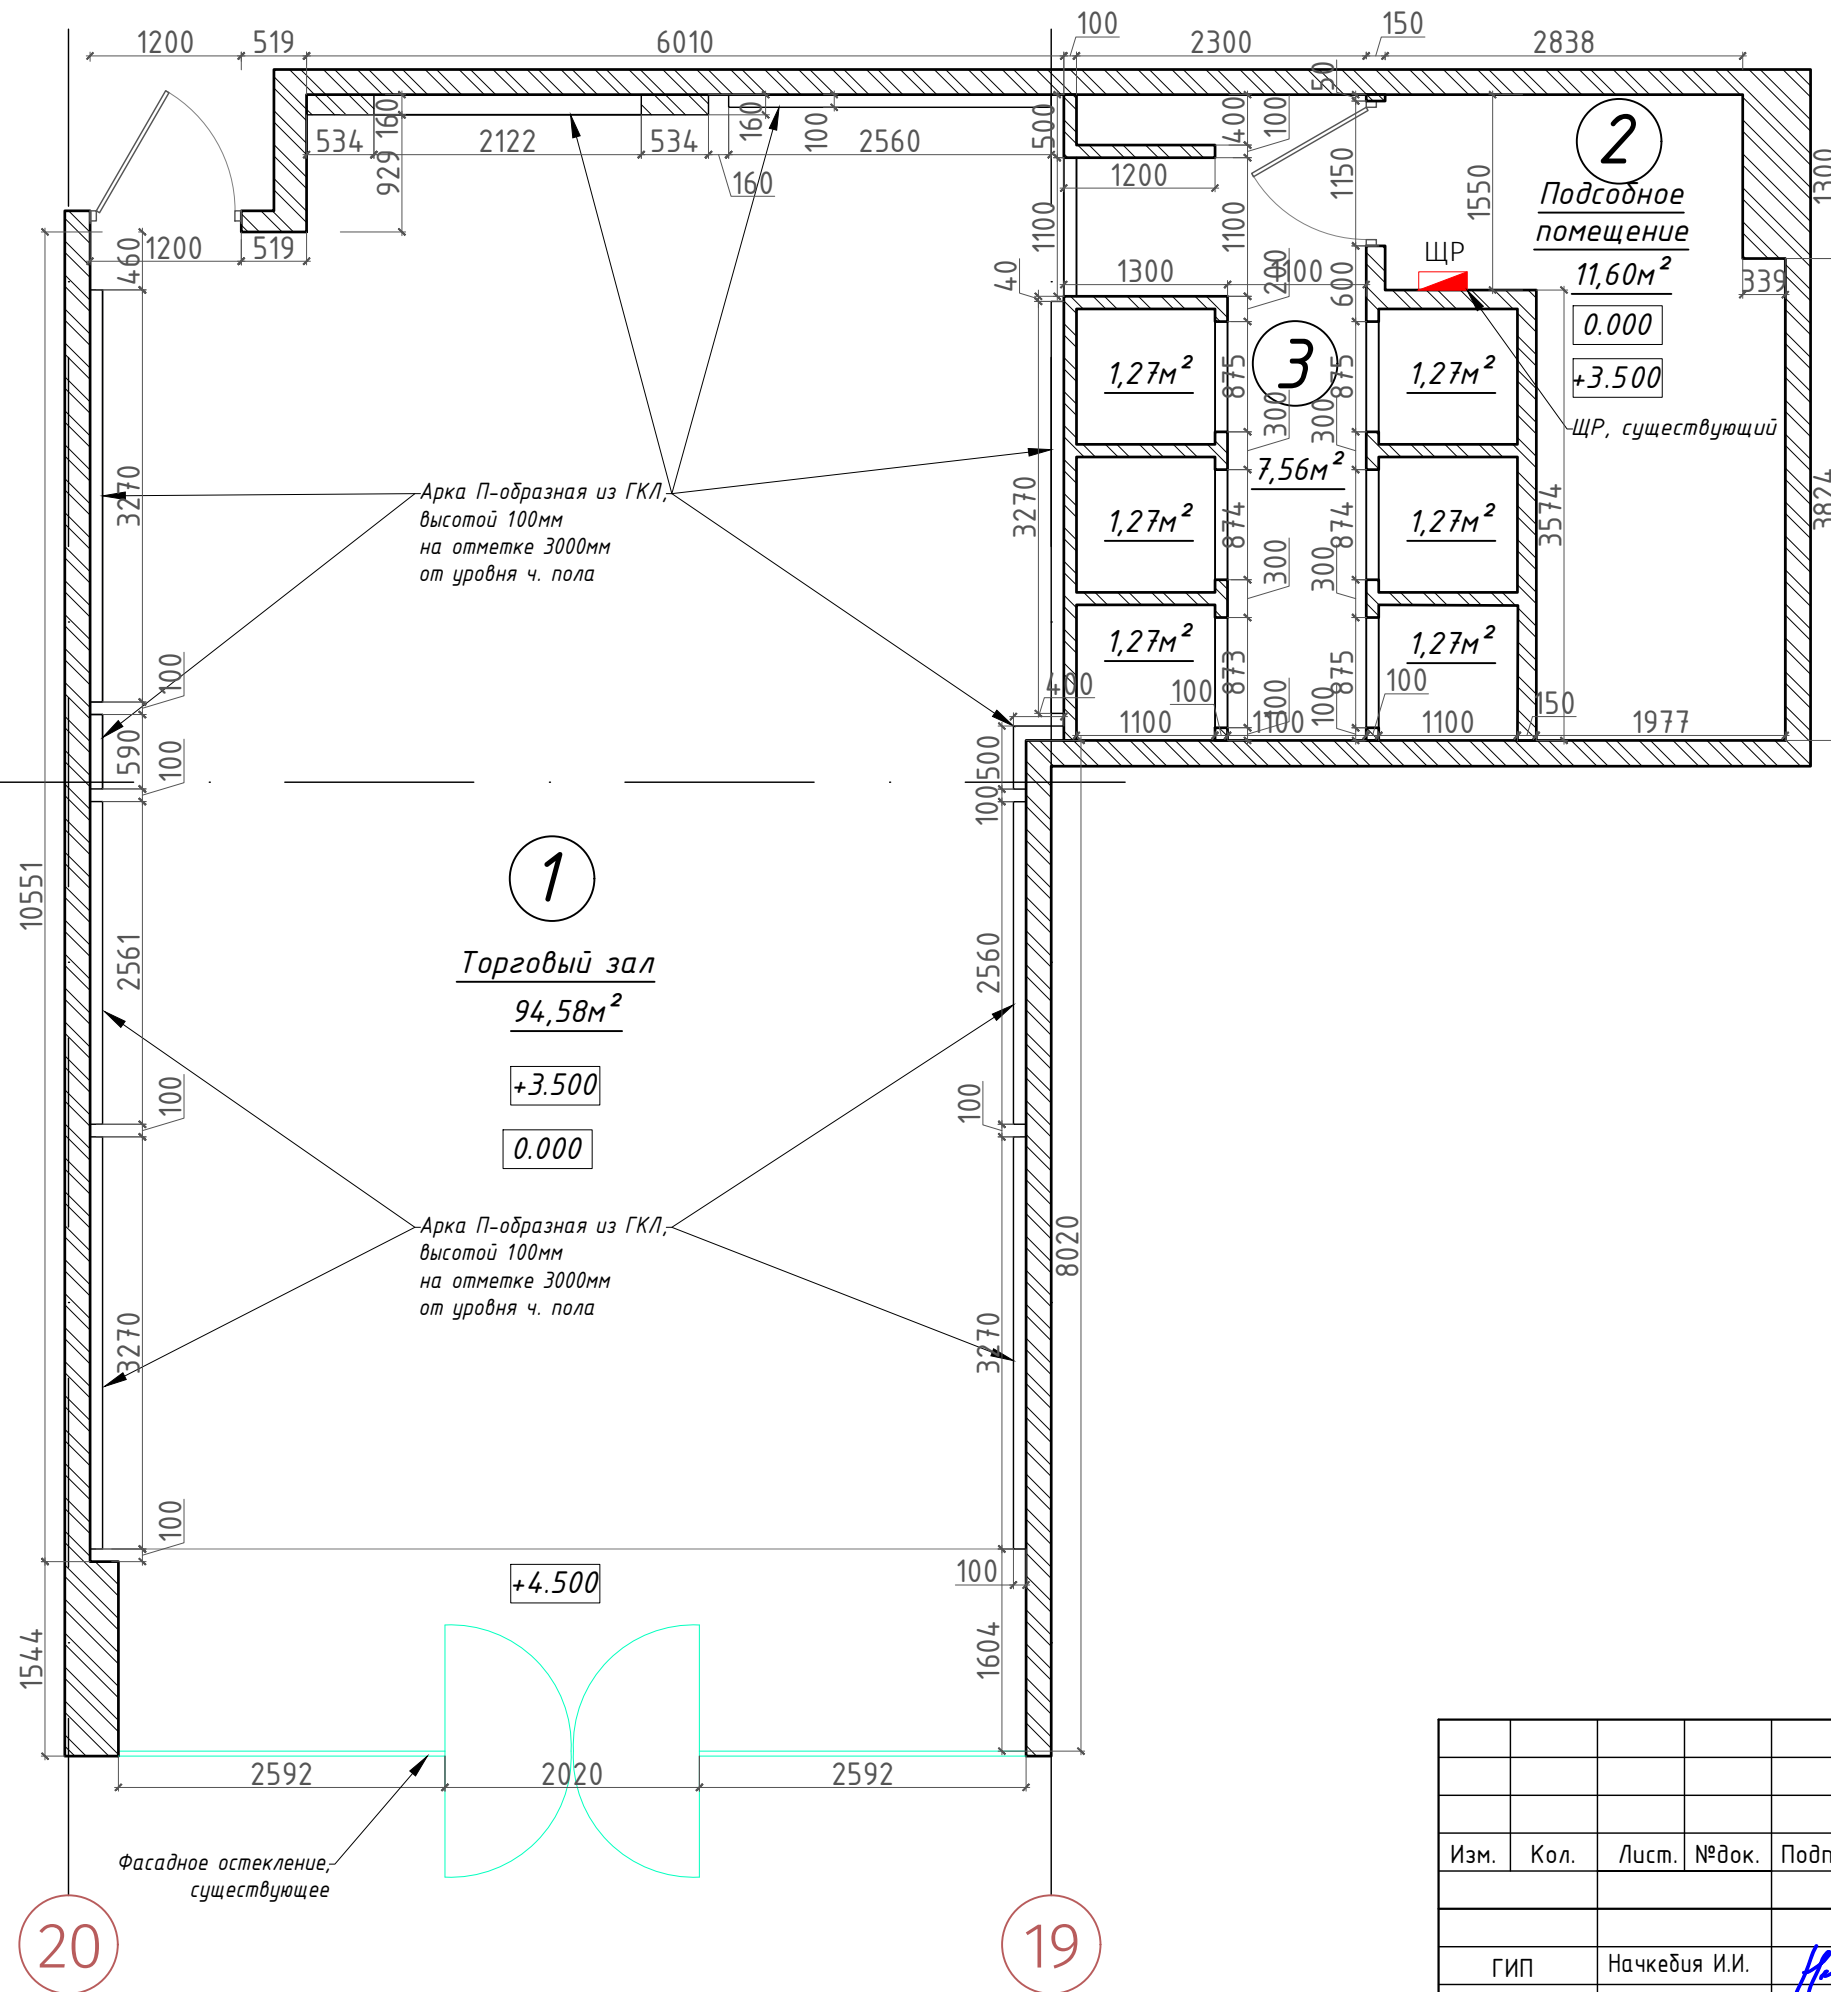 1200 519 6010 100 2300 150 2838
534 2122 534 160 2560
160 929 160 100 500 400 100 50
1200 1150 1550 1300
2
Подсобное
помещение
11,60м²
0.000
+3.500
339
ЩР
ЩР, существующий
1200 519
460 1100 1100 40
1300 1100 200 600
3
7,56м²
1,27м² 1,27м²
1,27м² 1,27м²
1,27м² 1,27м²
875 300 300 875
874 300 300 874
873 100 100 875
3270 3270 3574 3824
Арка П-образная из ГКЛ,
высотой 100мм
на отметке 3000мм
от уровня ч. пола
100 590 100
400 100 100 150
1100 1100 1100 1977
500 100
1
Торговый зал
94,58м²
+3.500
0.000
10551 2561 2560
100 100
Арка П-образная из ГКЛ,
высотой 100мм
на отметке 3000мм
от уровня ч. пола
8020
3270 3270
100 100
+4.500
1544 1604
2592 2020 2592
Фасадное остекление,
существующее
20 19
Изм. Кол. Лист. №док. Подп
ГИП Начкебия И.И.